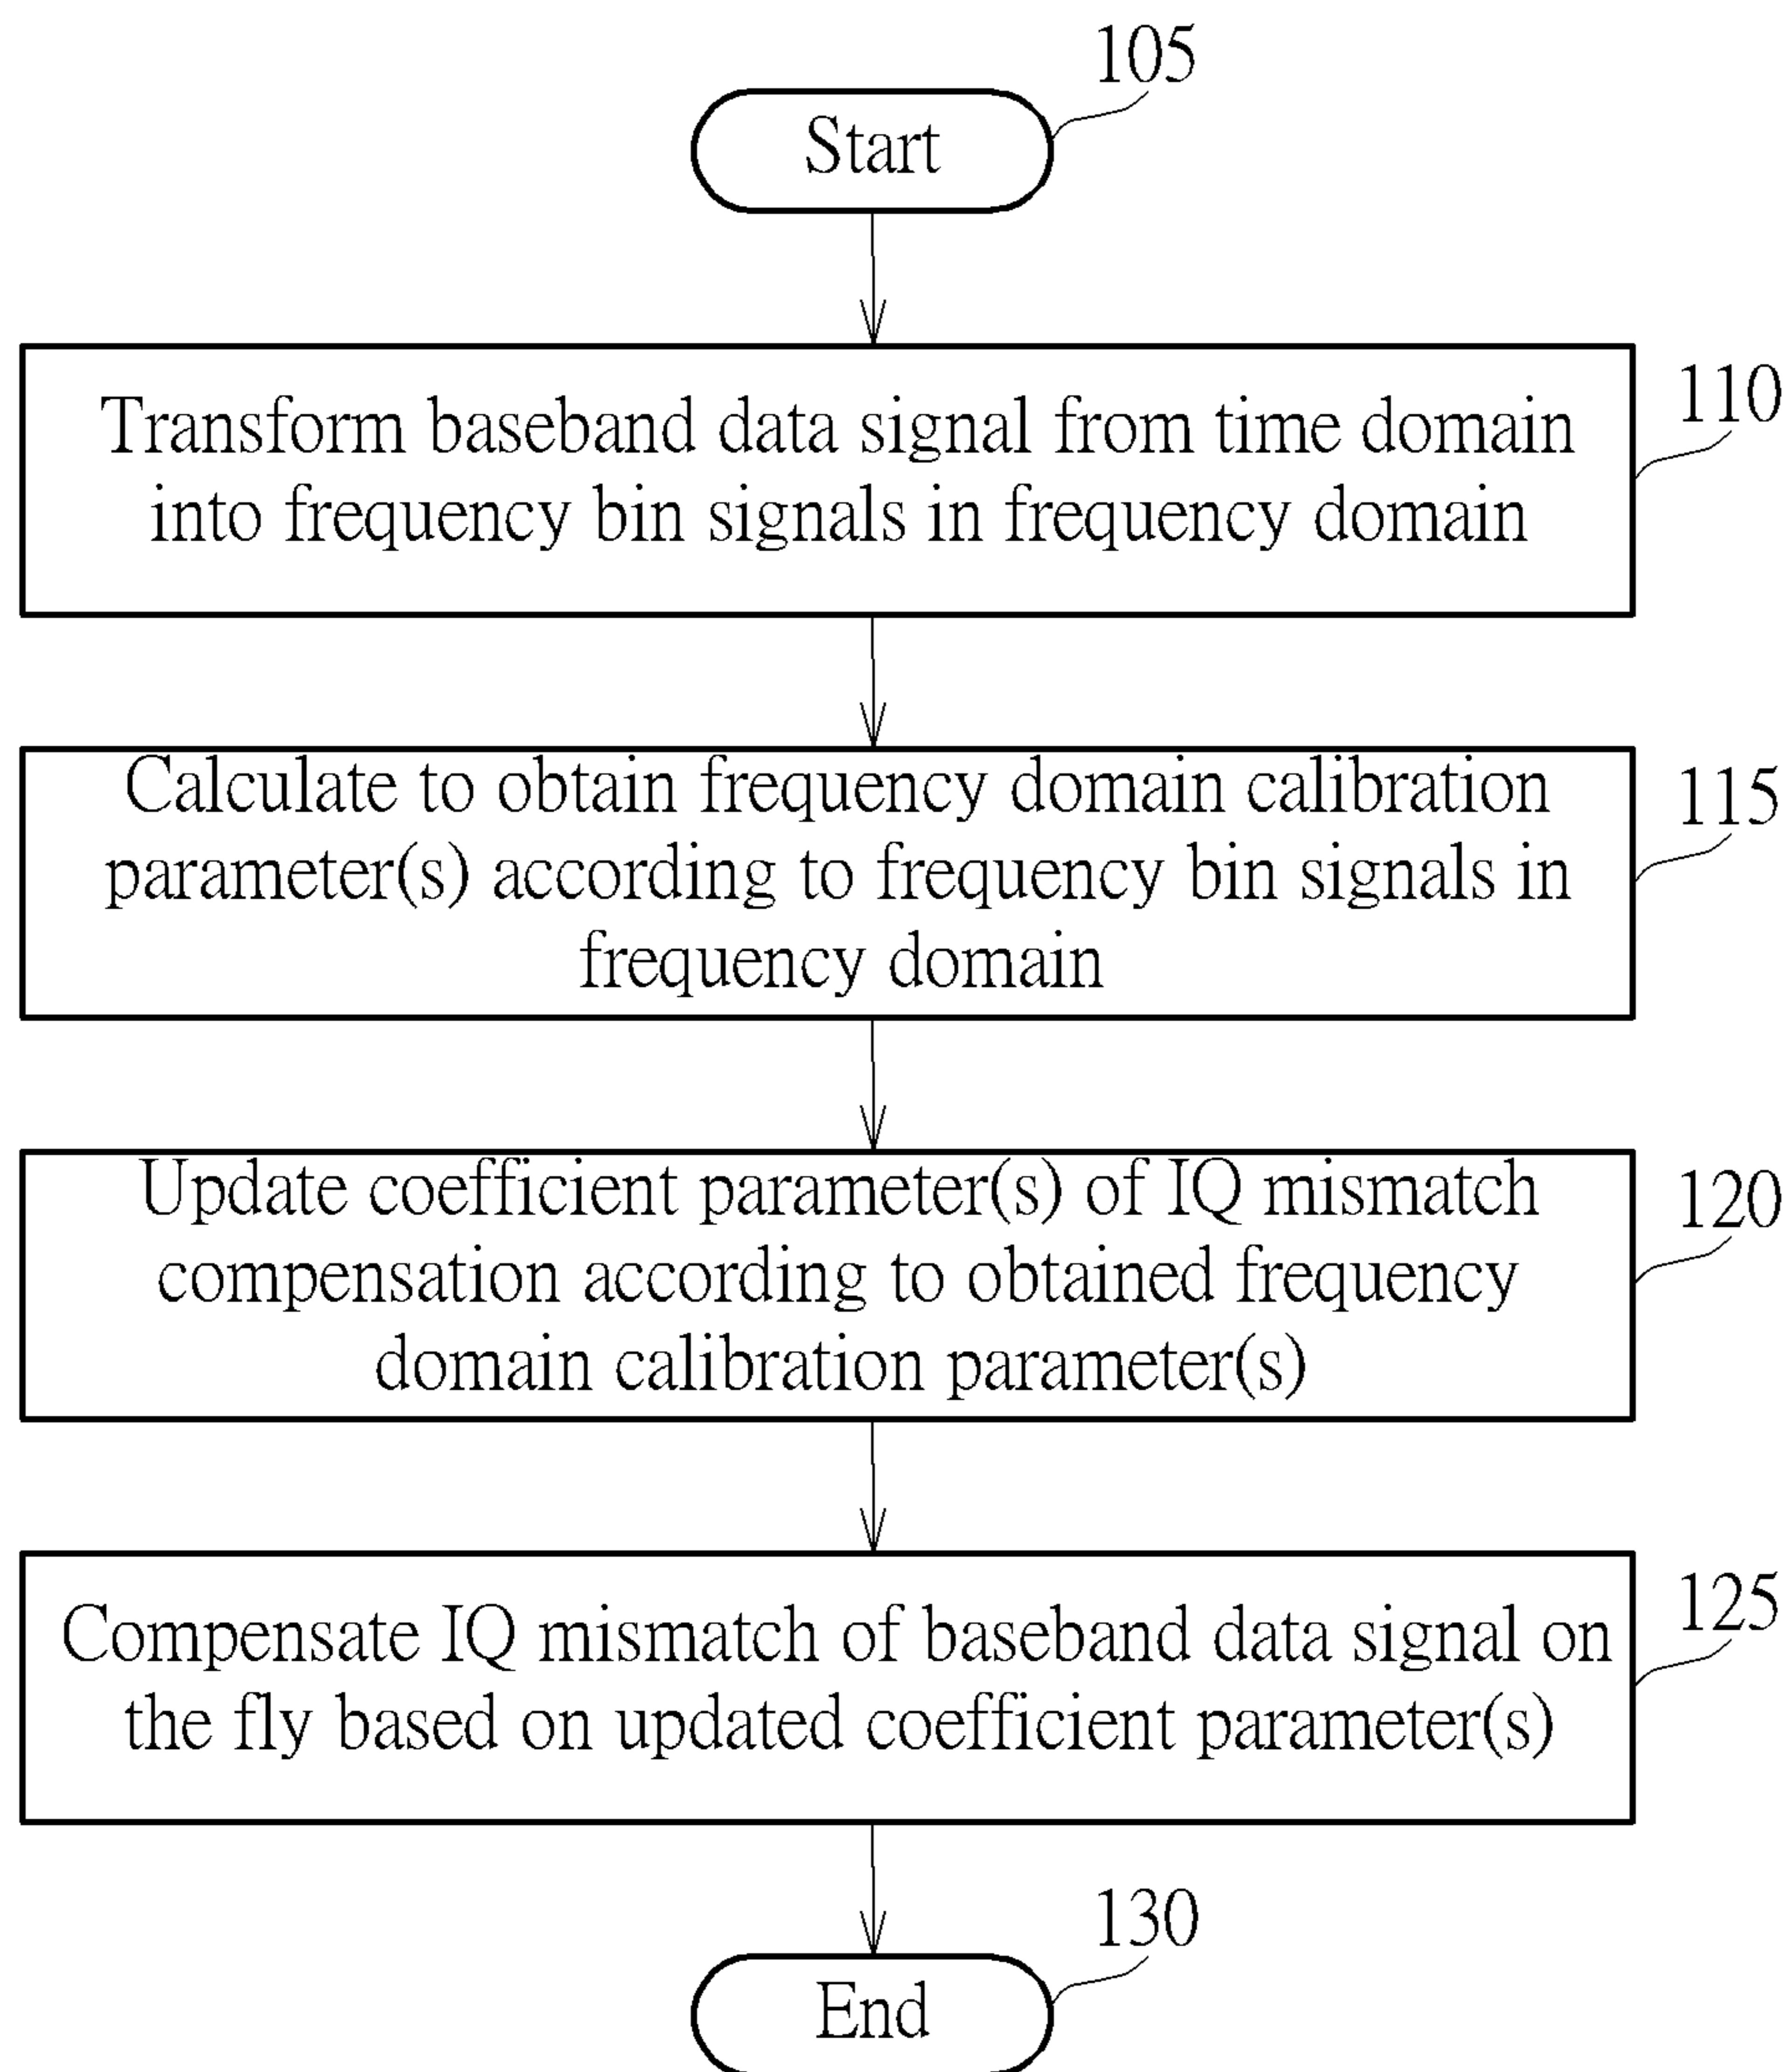 105
Start
110
Transform baseband data signal from time domain
into frequency bin signals in frequency domain
115
Calculate to obtain frequency domain calibration
parameter(s) according to frequency bin signals in
frequency domain
120
Update coefficient parameter(s) of IQ mismatch
compensation according to obtained frequency
domain calibration parameter(s)
125
Compensate IQ mismatch of baseband data signal on
the fly based on updated coefficient parameter(s)
130
End